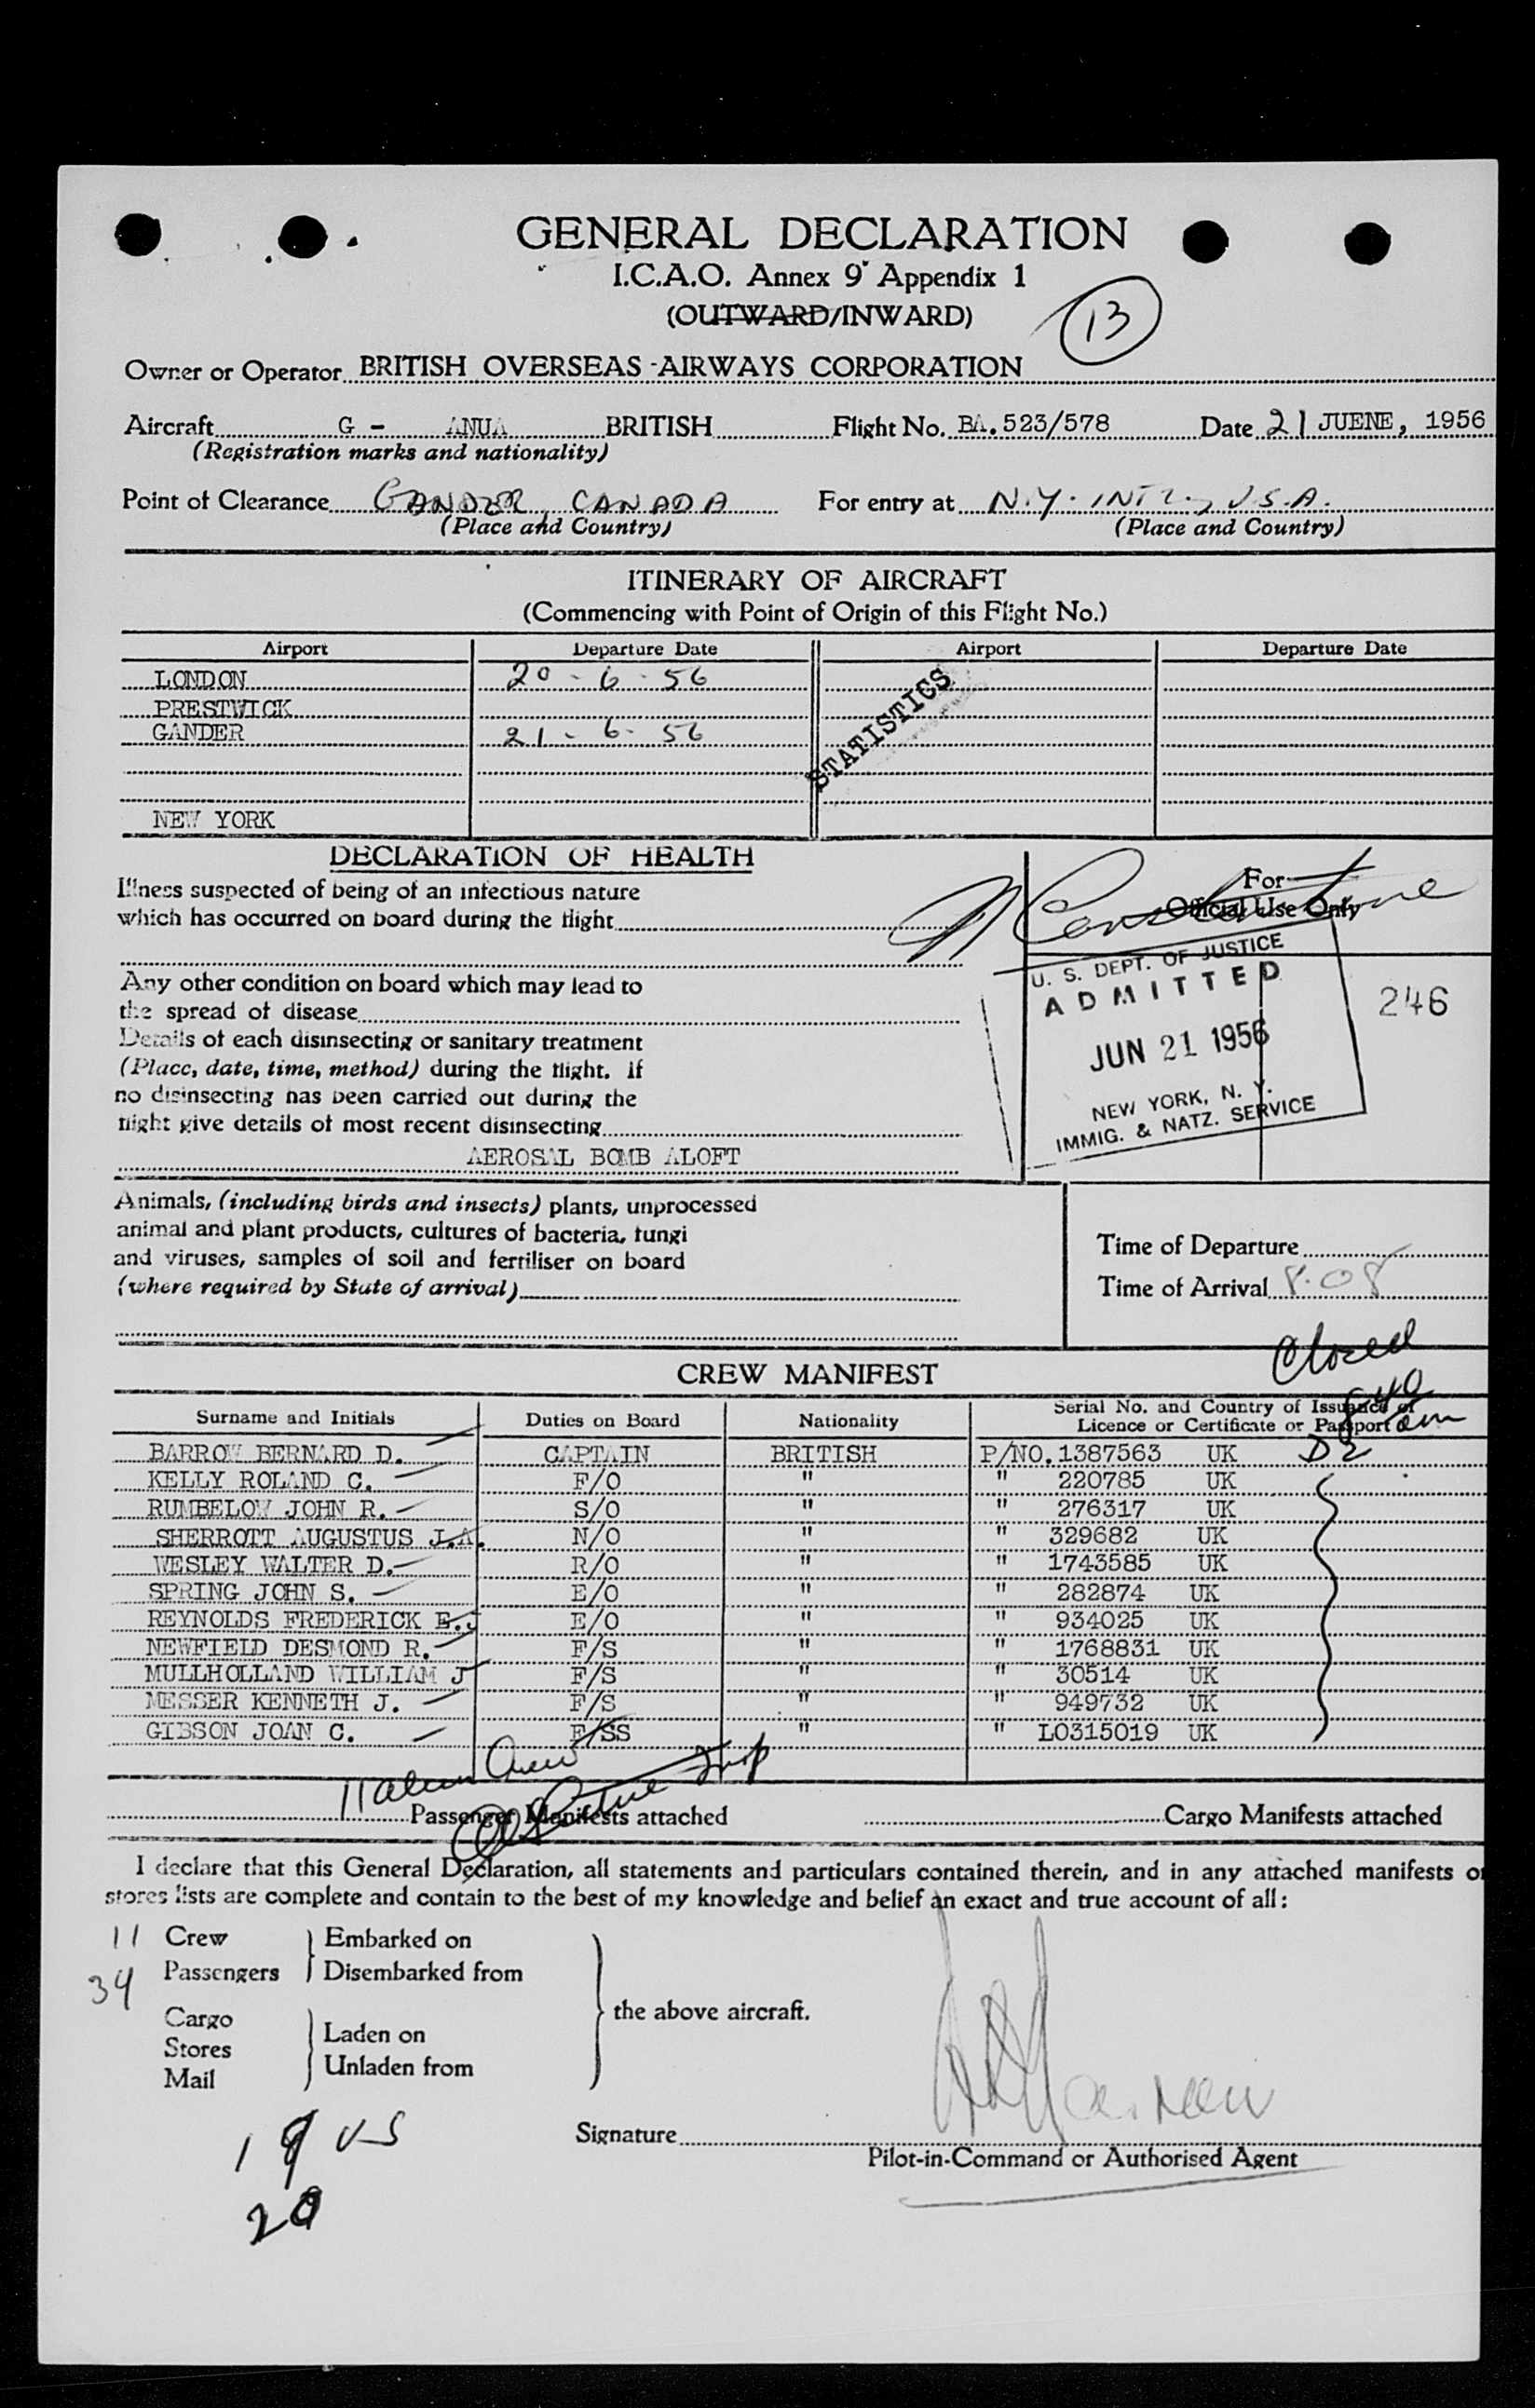 GENERAL DECLARATION
I.C.A.O. Annex 9 Appendix 1
(OUTWARD/INWARD)
13
Owner or Operator BRITISH OVERSEAS AIRWAYS CORPORATION
Aircraft G - ANUA BRITISH Flight No. BA.523/578 Date 21 JUENE, 1956
(Registration marks and nationality)
Point of Clearance GANDER, CANADA For entry at N.Y. INTL., U.S.A.
(Place and Country) (Place and Country)
ITINERARY OF AIRCRAFT
(Commencing with Point of Origin of this Flight No.)
Airport Departure Date Airport Departure Date
LONDON 20 - 6 - 56
PRESTWICK
GANDER 21 - 6 - 56
STATISTICS
NEW YORK
DECLARATION OF HEALTH
For
Official Use Only
Illness suspected of being of an infectious nature
which has occurred on board during the flight
Any other condition on board which may lead to
the spread of disease
Details of each disinsecting or sanitary treatment
(Place, date, time, method) during the flight. If
no disinsecting has been carried out during the
flight give details of most recent disinsecting
AEROSAL BOMB ALOFT
U. S. DEPT. OF JUSTICE
ADMITTED
JUN 21 1956
NEW YORK, N. Y.
IMMIG. & NATZ. SERVICE
246
Animals, (including birds and insects) plants, unprocessed
animal and plant products, cultures of bacteria, fungi
and viruses, samples of soil and fertiliser on board
(where required by State of arrival)
Time of Departure
Time of Arrival 8.08
Closed
840
am
CREW MANIFEST
Surname and Initials Duties on Board Nationality Serial No. and Country of Issuance of
Licence or Certificate or Passport
BARROW BERNARD D. CAPTAIN BRITISH P/NO. 1387563 UK D2
KELLY ROLAND C. F/O " " 220785 UK
RUMBELOW JOHN R. S/O " " 276317 UK
SHERROTT AUGUSTUS J.A. N/O " " 329682 UK
WESLEY WALTER D. R/O " " 1743585 UK
SPRING JOHN S. E/O " " 282874 UK
REYNOLDS FREDERICK E.J E/O " " 934025 UK
NEWFIELD DESMOND R. F/S " " 1768831 UK
MULLHOLLAND WILLIAM J F/S " " 30514 UK
MESSER KENNETH J. F/S " " 949732 UK
GIBSON JOAN C. F/SS " " LO315019 UK
11 alien Crew
Passenger Manifests attached Cargo Manifests attached
I declare that this General Declaration, all statements and particulars contained therein, and in any attached manifests or
stores lists are complete and contain to the best of my knowledge and belief an exact and true account of all:
11 Crew Embarked on
34 Passengers Disembarked from
the above aircraft.
Cargo
Stores Laden on
Mail Unladen from
Signature
Pilot-in-Command or Authorised Agent